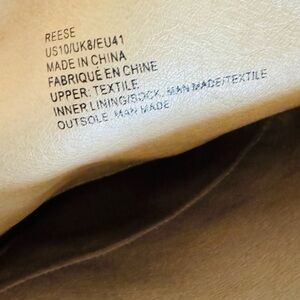 REESE
US10/UK8/EU41
MADE IN CHINA
FABRIQUÉ EN CHINE
UPPER: TEXTILE
INNER LINING/SOCK: MAN MADE/TEXTILE
OUTSOLE: MAN MADE